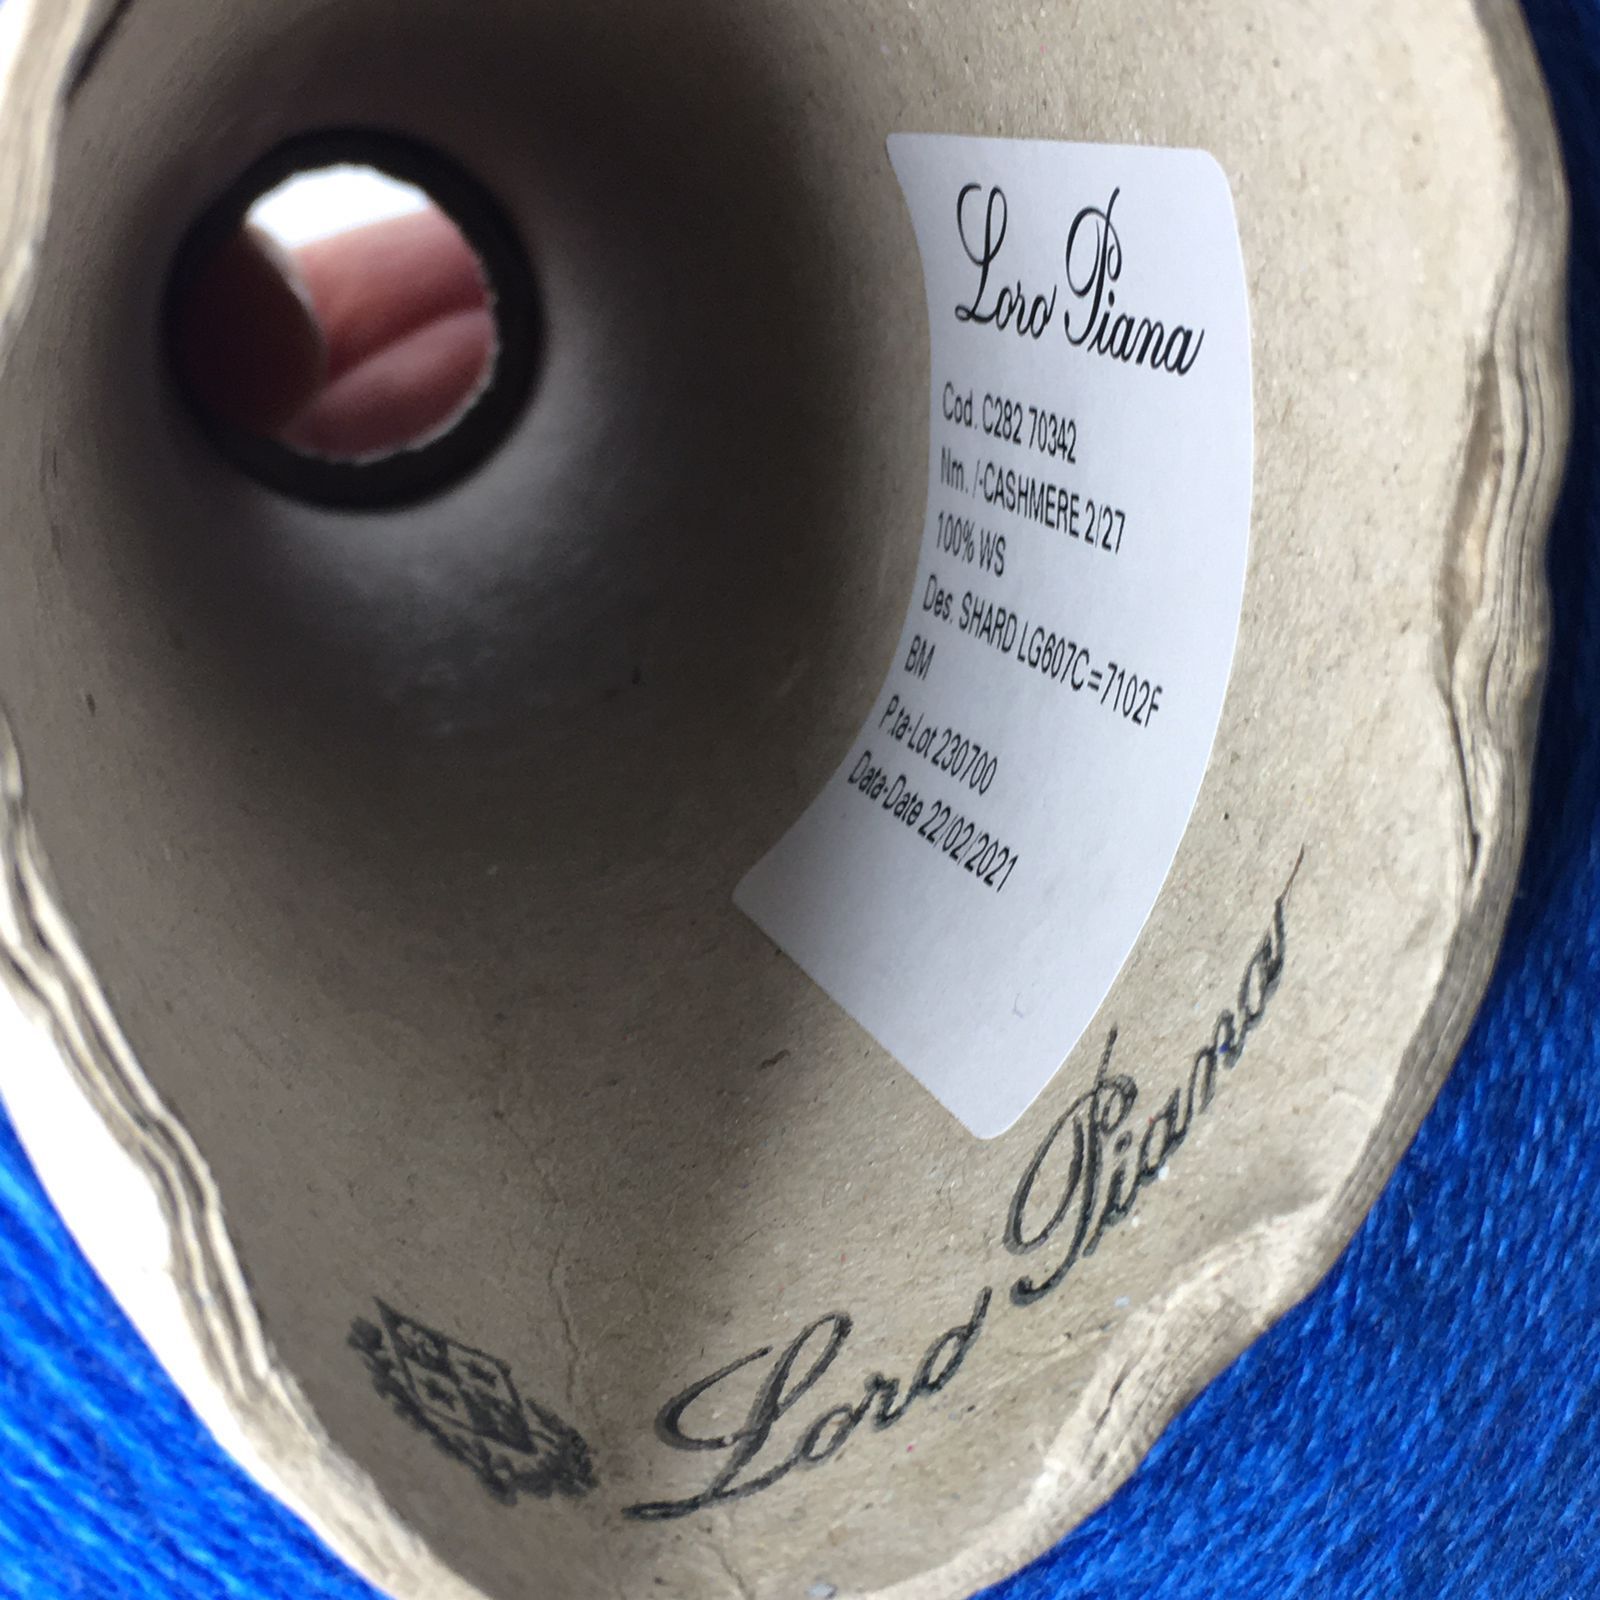 Loro Piana
Cod. C282 70342
Nm. /-CASHMERE 2/27
100% WS
Des. SHARD LG607C=7102F
BM
P.ta-Lot 230700
Data-Date 22/02/2021
Loro Piana